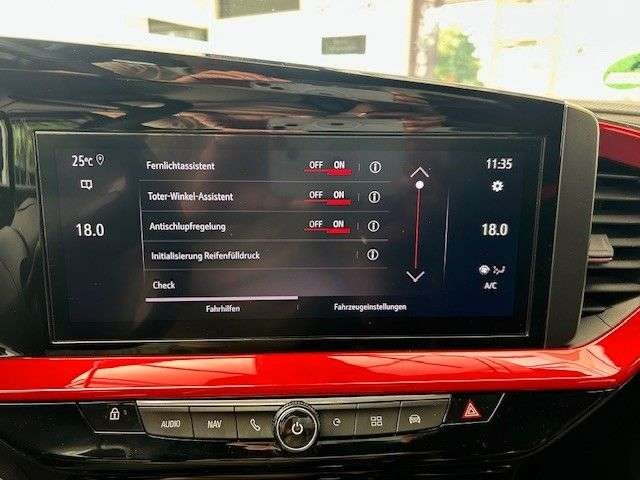 25°C
11:35
Fernlichtassistent OFF ON
Toter-Winkel-Assistent OFF ON
18.0
18.0
Antischlupfregelung OFF ON
Initialisierung Reifenfülldruck
A/C
Check
Fahrhilfen
Fahrzeugeinstellungen
AUDIO
NAV